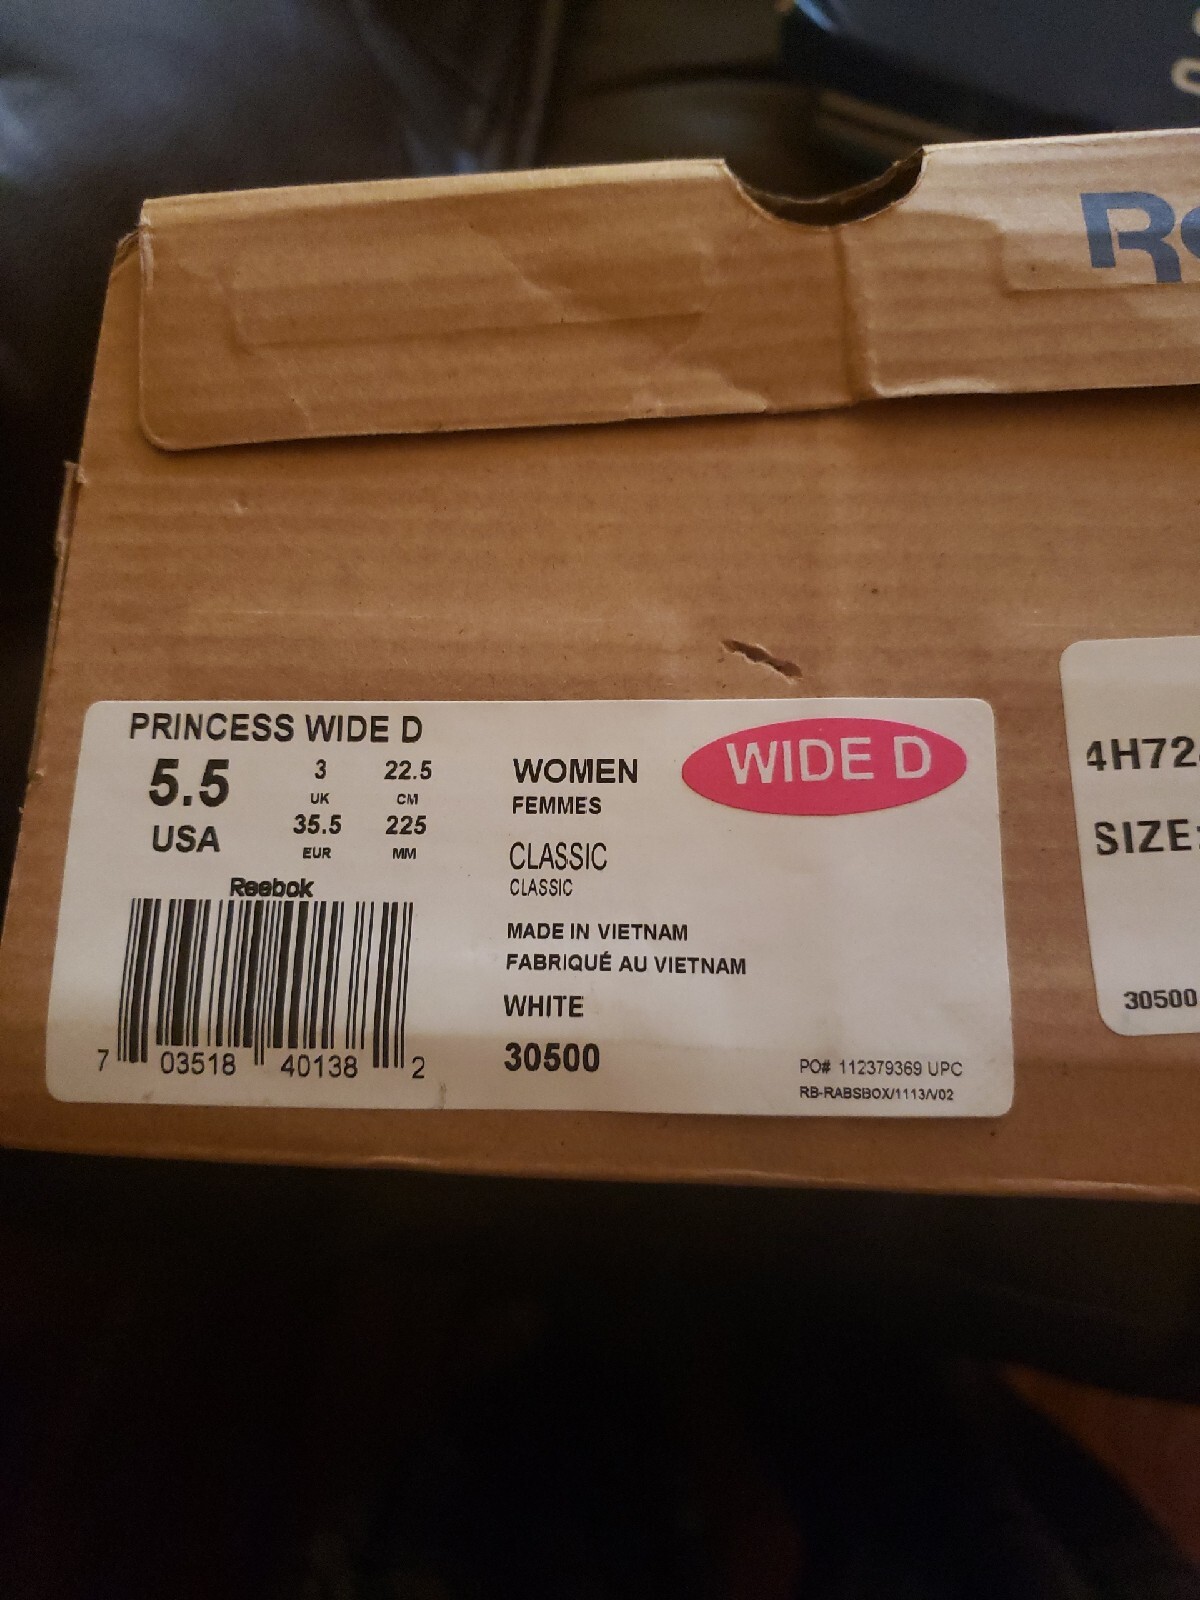 PRINCESS WIDE D
5.5
USA
3
UK
35.5
EUR
22.5
CM
225
MM
Reebok
7 03518 40138 2
WOMEN
FEMMES
CLASSIC
CLASSIC
MADE IN VIETNAM
FABRIQUÉ AU VIETNAM
WHITE
30500
WIDE D
PO# 112379369 UPC
RB-RABSBOX/1113/V02
SIZE:
30500